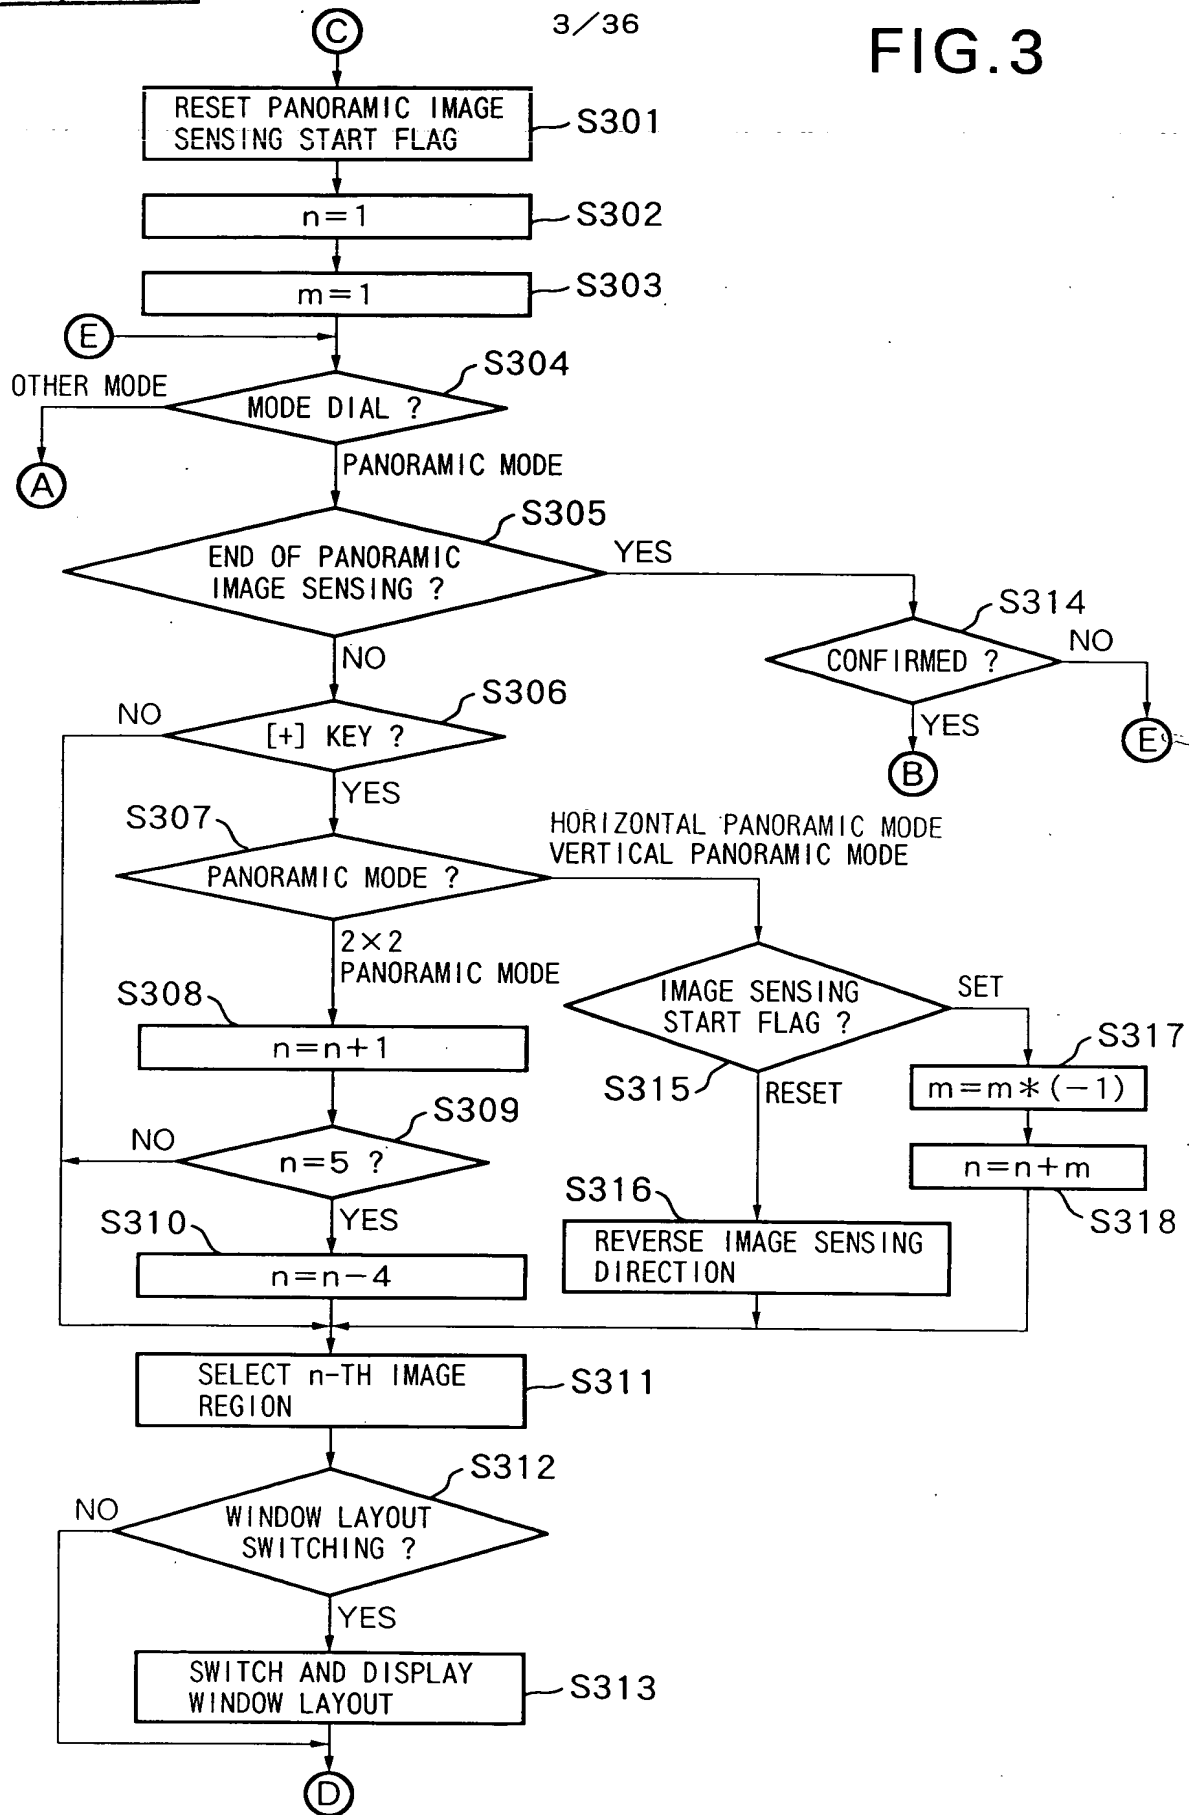 3/36
FIG.3
C
RESET PANORAMIC IMAGE
SENSING START FLAG
S301
n=1
S302
m=1
S303
E
S304
OTHER MODE
MODE DIAL ?
A
PANORAMIC MODE
S305
END OF PANORAMIC
IMAGE SENSING ?
YES
S314
CONFIRMED ?
NO
YES
E
B
NO
S306
NO
[+] KEY ?
YES
S307
HORIZONTAL PANORAMIC MODE
VERTICAL PANORAMIC MODE
PANORAMIC MODE ?
2×2
PANORAMIC MODE
S308
n=n+1
IMAGE SENSING
START FLAG ?
SET
S315
RESET
S317
m=m*(-1)
n=n+m
S318
S309
NO
n=5 ?
YES
S310
n=n-4
S316
REVERSE IMAGE SENSING
DIRECTION
SELECT n-TH IMAGE
REGION
S311
S312
NO
WINDOW LAYOUT
SWITCHING ?
YES
SWITCH AND DISPLAY
WINDOW LAYOUT
S313
D